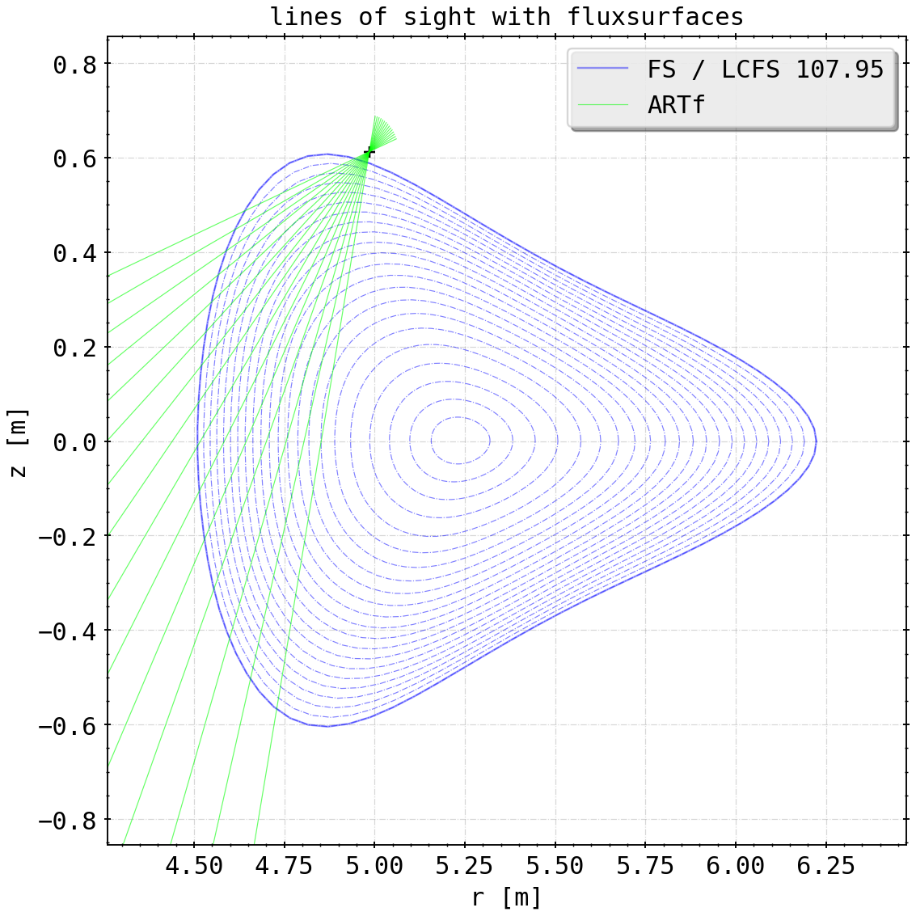 lines of sight with fluxsurfaces
FS / LCFS 107.95
ARTf
0.8
0.6
0.4
0.2
0.0
−0.2
−0.4
−0.6
−0.8
z [m]
4.50 4.75 5.00 5.25 5.50 5.75 6.00 6.25
r [m]